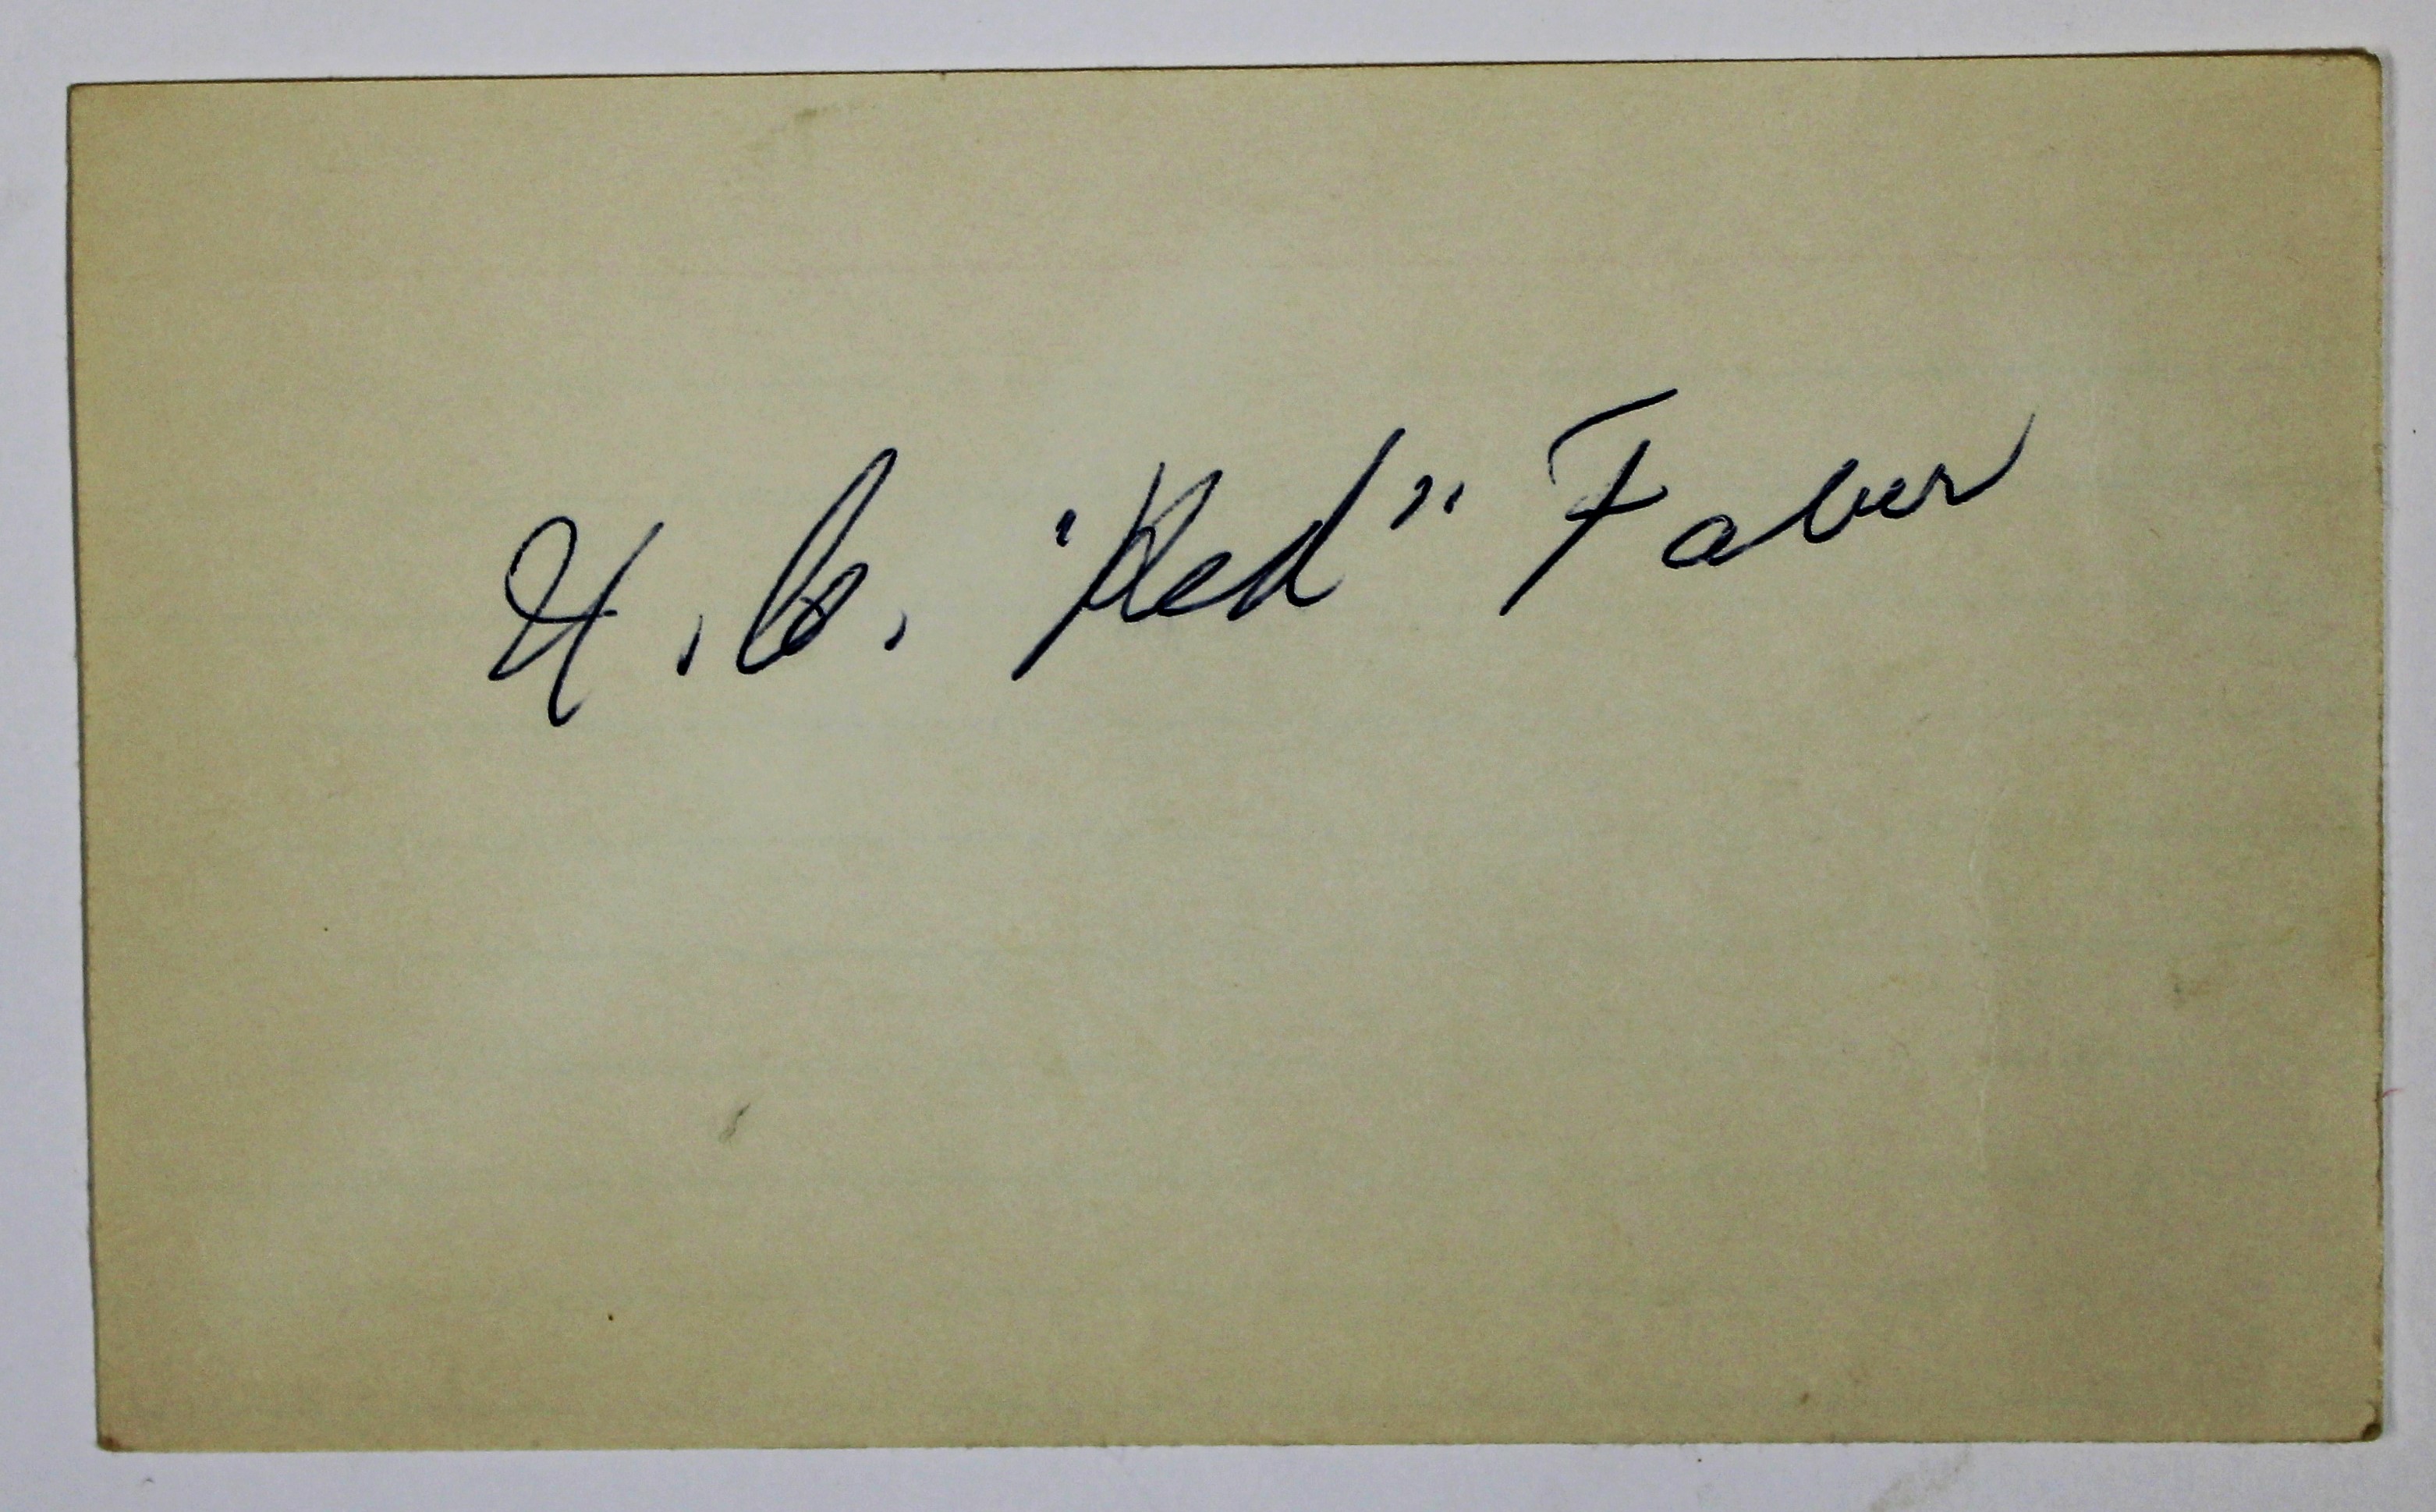 U. C. "Red" Faber